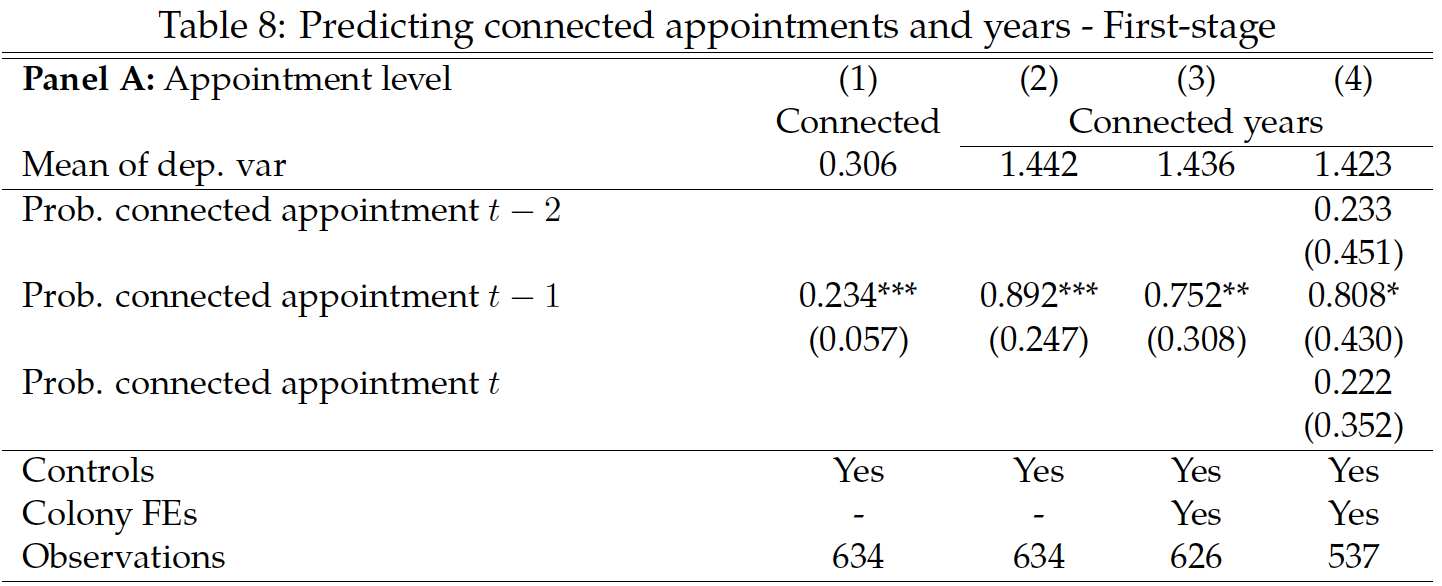 Table 8: Predicting connected appointments and years - First-stage
Panel A: Appointment level (1) (2) (3) (4)
Connected Connected years
Mean of dep. var 0.306 1.442 1.436 1.423
Prob. connected appointment t − 2 0.233
(0.451)
Prob. connected appointment t − 1 0.234*** 0.892*** 0.752** 0.808*
(0.057) (0.247) (0.308) (0.430)
Prob. connected appointment t 0.222
(0.352)
Controls Yes Yes Yes Yes
Colony FEs - - Yes Yes
Observations 634 634 626 537